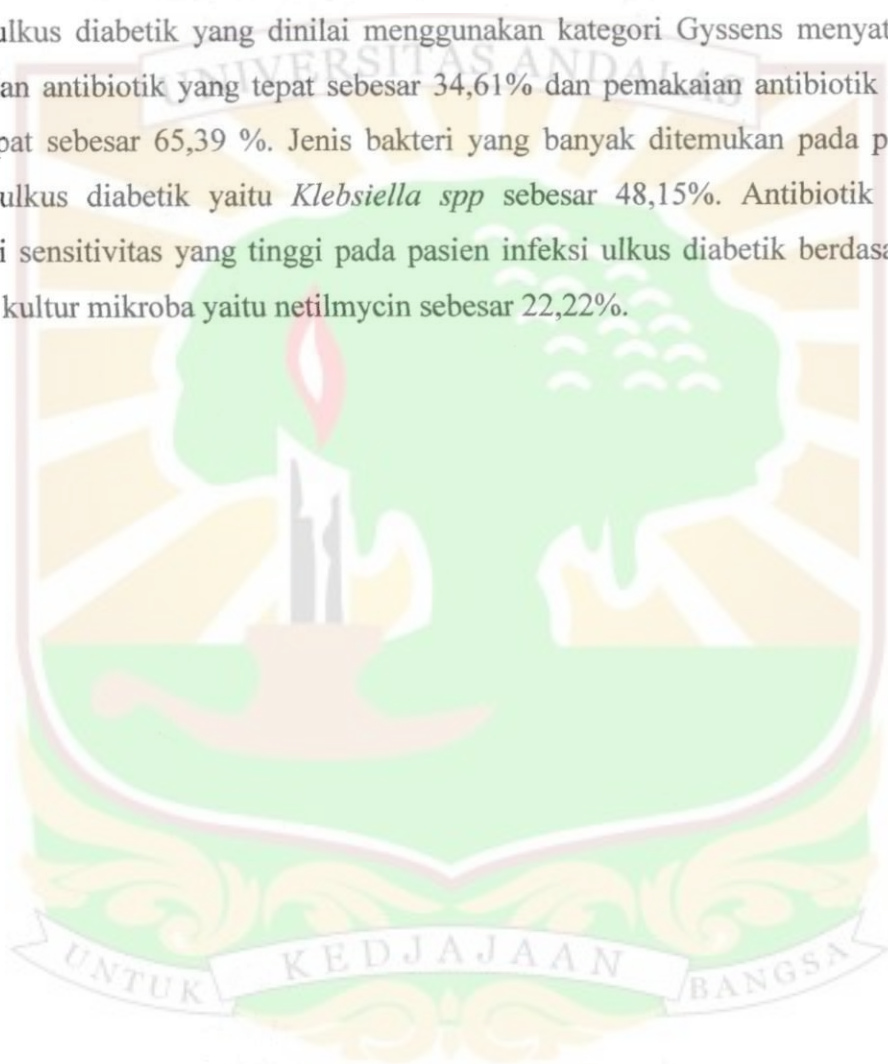 ulkus diabetik yang dinilai menggunakan kategori Gyssens menyat
an antibiotik yang tepat sebesar 34,61% dan pemakaian antibiotik
pat sebesar 65,39 %. Jenis bakteri yang banyak ditemukan pada p
ulkus diabetik yaitu Klebsiella spp sebesar 48,15%. Antibiotik
i sensitivitas yang tinggi pada pasien infeksi ulkus diabetik berdasa
kultur mikroba yaitu netilmycin sebesar 22,22%.
UNIVERSITAS ANDALAS
UNTUK KEDJAJAAN BANGSA